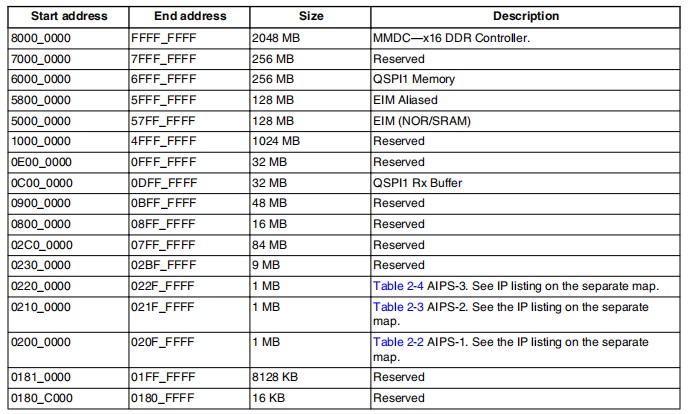 Start address End address Size Description
8000_0000 FFFF_FFFF 2048 MB MMDC—x16 DDR Controller.
7000_0000 7FFF_FFFF 256 MB Reserved
6000_0000 6FFF_FFFF 256 MB QSPI1 Memory
5800_0000 5FFF_FFFF 128 MB EIM Aliased
5000_0000 57FF_FFFF 128 MB EIM (NOR/SRAM)
1000_0000 4FFF_FFFF 1024 MB Reserved
0E00_0000 0FFF_FFFF 32 MB Reserved
0C00_0000 0DFF_FFFF 32 MB QSPI1 Rx Buffer
0900_0000 0BFF_FFFF 48 MB Reserved
0800_0000 08FF_FFFF 16 MB Reserved
02C0_0000 07FF_FFFF 84 MB Reserved
0230_0000 02BF_FFFF 9 MB Reserved
0220_0000 022F_FFFF 1 MB Table 2-4 AIPS-3. See IP listing on the separate map.
0210_0000 021F_FFFF 1 MB Table 2-3 AIPS-2. See the IP listing on the separate
map.
0200_0000 020F_FFFF 1 MB Table 2-2 AIPS-1. See the IP listing on the separate
map.
0181_0000 01FF_FFFF 8128 KB Reserved
0180_C000 0180_FFFF 16 KB Reserved